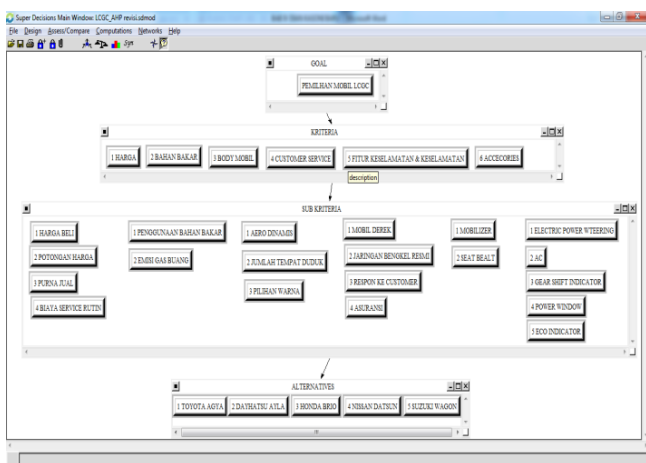 Super Decisions Main Window: LCGC_AHP revisi.sdmod
File Design Assess/Compare Computations Networks Help
Syn
GOAL
PEMILHAN MOBIL LCGC
KRITERIA
1 HARGA 2 BAHAN BAKAR 3 BODY MOBIL 4 CUSTOMER SERVICE 5 FITUR KESELAMATAN & KESELAMATAN 6 ACCECORIES
description
SUB KRITERIA
1 HARGA BELI 1 PENGGUNAAN BAHAN BAKAR 1 AERO DINAMIS 1 MOBIL DEREK 1 MOBILIZER 1 ELECTRIC POWER WTEERING
2 POTONGAN HARGA 2 EMISI GAS BUANG 2 JUMLAH TEMPAT DUDUK 2 JARINGAN BENGKEL RESMI 2 SEAT BEALT 2 AC
3 PURNA JUAL 3 PILIHAN WARNA 3 RESPON KE CUSTOMER 3 GEAR SHIFT INDICATOR
4 BIAYA SERVICE RUTIN 4 ASURANSI 4 POWER WINDOW
5 ECO INDICATOR
ALTERNATIVES
1 TOYOTA AGYA 2 DAYHATSU AYLA 3 HONDA BRIO 4 NISSAN DATSUN 5 SUZUKI WAGON